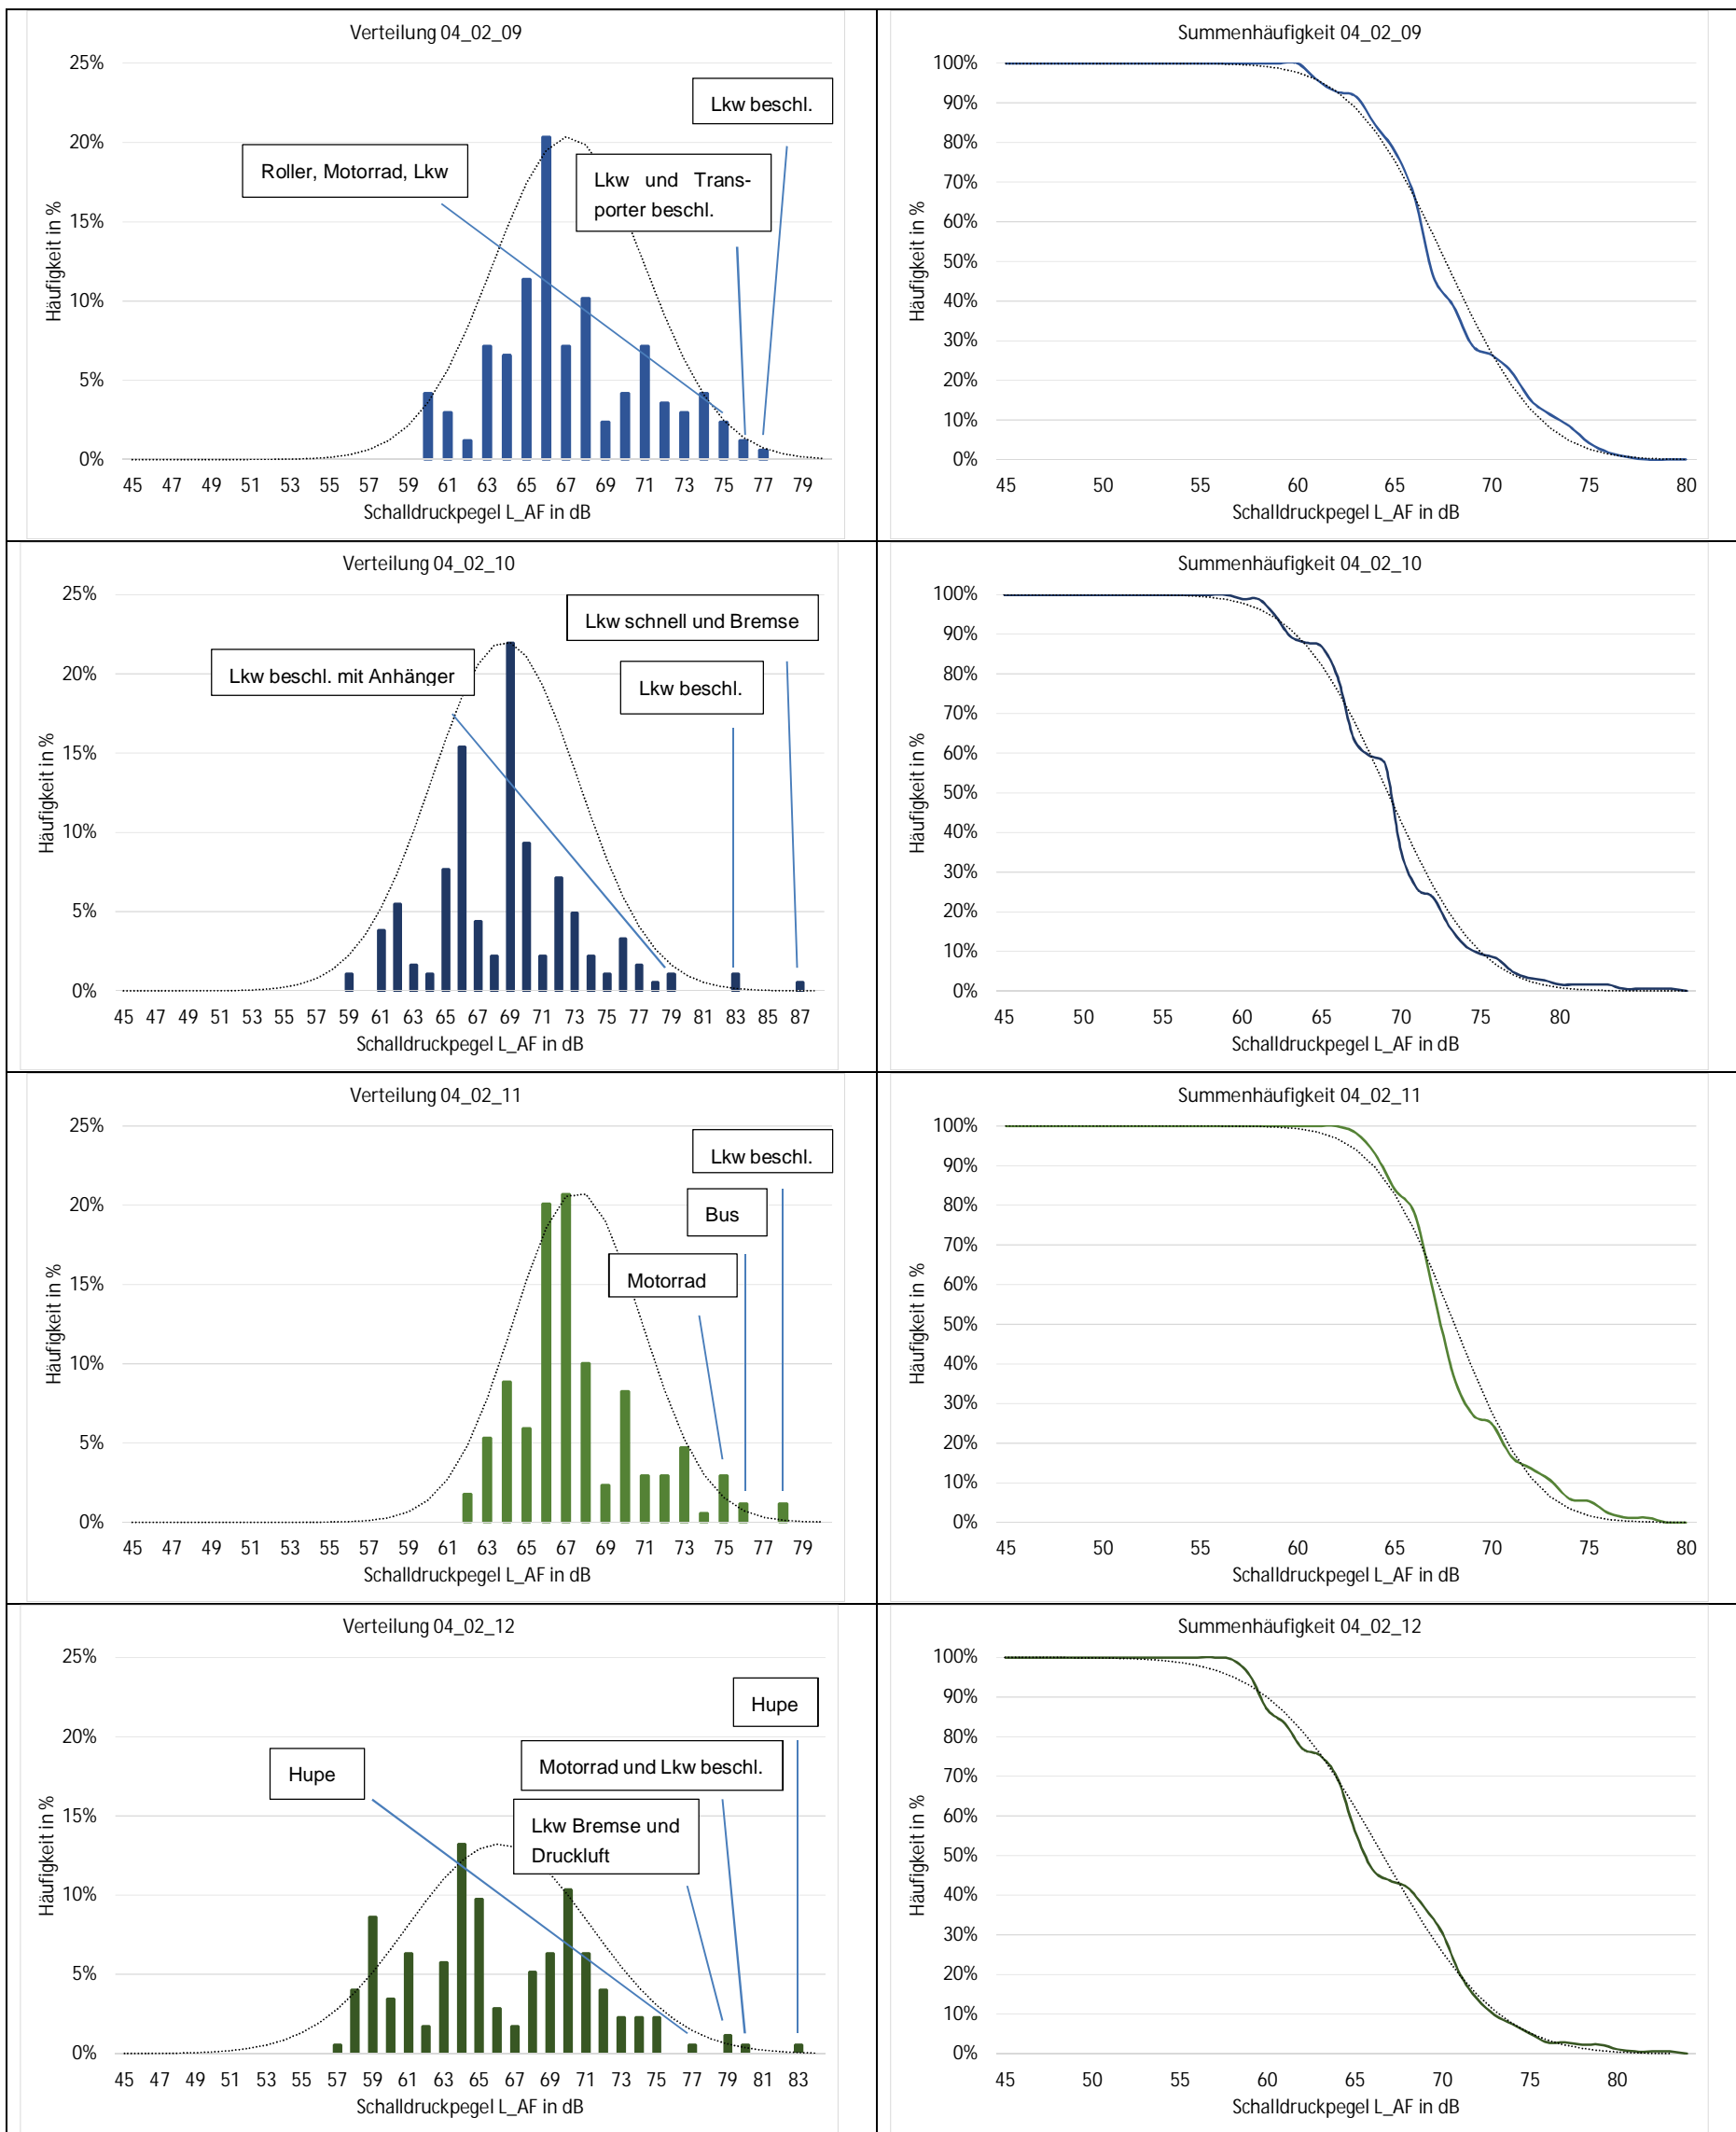 Verteilung 04_02_09
25%
20%
15%
10%
5%
0%
Häufigkeit in %
Lkw beschl.
Roller, Motorrad, Lkw
Lkw und Trans-
porter beschl.
45 47 49 51 53 55 57 59 61 63 65 67 69 71 73 75 77 79
Schalldruckpegel L_AF in dB
Summenhäufigkeit 04_02_09
100%
90%
80%
70%
60%
50%
40%
30%
20%
10%
0%
Häufigkeit in %
45 50 55 60 65 70 75 80
Schalldruckpegel L_AF in dB
Verteilung 04_02_10
25%
20%
15%
10%
5%
0%
Häufigkeit in %
Lkw schnell und Bremse
Lkw beschl. mit Anhänger
Lkw beschl.
45 47 49 51 53 55 57 59 61 63 65 67 69 71 73 75 77 79 81 83 85 87
Schalldruckpegel L_AF in dB
Summenhäufigkeit 04_02_10
100%
90%
80%
70%
60%
50%
40%
30%
20%
10%
0%
Häufigkeit in %
45 50 55 60 65 70 75 80
Schalldruckpegel L_AF in dB
Verteilung 04_02_11
25%
20%
15%
10%
5%
0%
Häufigkeit in %
Lkw beschl.
Bus
Motorrad
45 47 49 51 53 55 57 59 61 63 65 67 69 71 73 75 77 79
Schalldruckpegel L_AF in dB
Summenhäufigkeit 04_02_11
100%
90%
80%
70%
60%
50%
40%
30%
20%
10%
0%
Häufigkeit in %
45 50 55 60 65 70 75 80
Schalldruckpegel L_AF in dB
Verteilung 04_02_12
25%
20%
15%
10%
5%
0%
Häufigkeit in %
Hupe
Hupe
Motorrad und Lkw beschl.
Lkw Bremse und
Druckluft
45 47 49 51 53 55 57 59 61 63 65 67 69 71 73 75 77 79 81 83
Schalldruckpegel L_AF in dB
Summenhäufigkeit 04_02_12
100%
90%
80%
70%
60%
50%
40%
30%
20%
10%
0%
Häufigkeit in %
45 50 55 60 65 70 75 80
Schalldruckpegel L_AF in dB